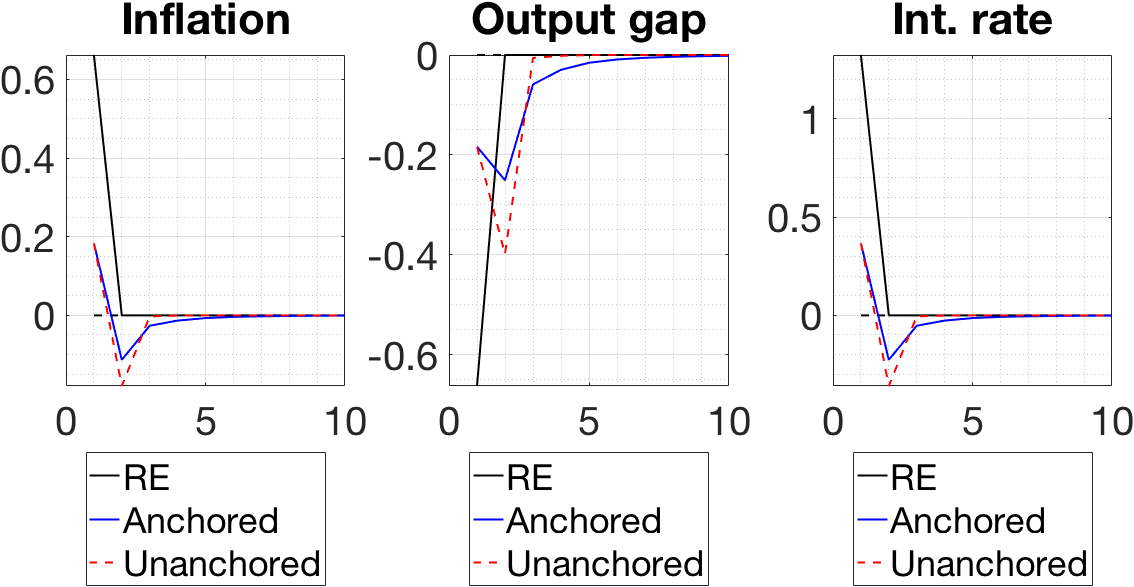 Inflation
0.6
0.4
0.2
0
0 5 10
RE
Anchored
Unanchored
Output gap
0
-0.2
-0.4
-0.6
0 5 10
RE
Anchored
Unanchored
Int. rate
1
0.5
0
0 5 10
RE
Anchored
Unanchored